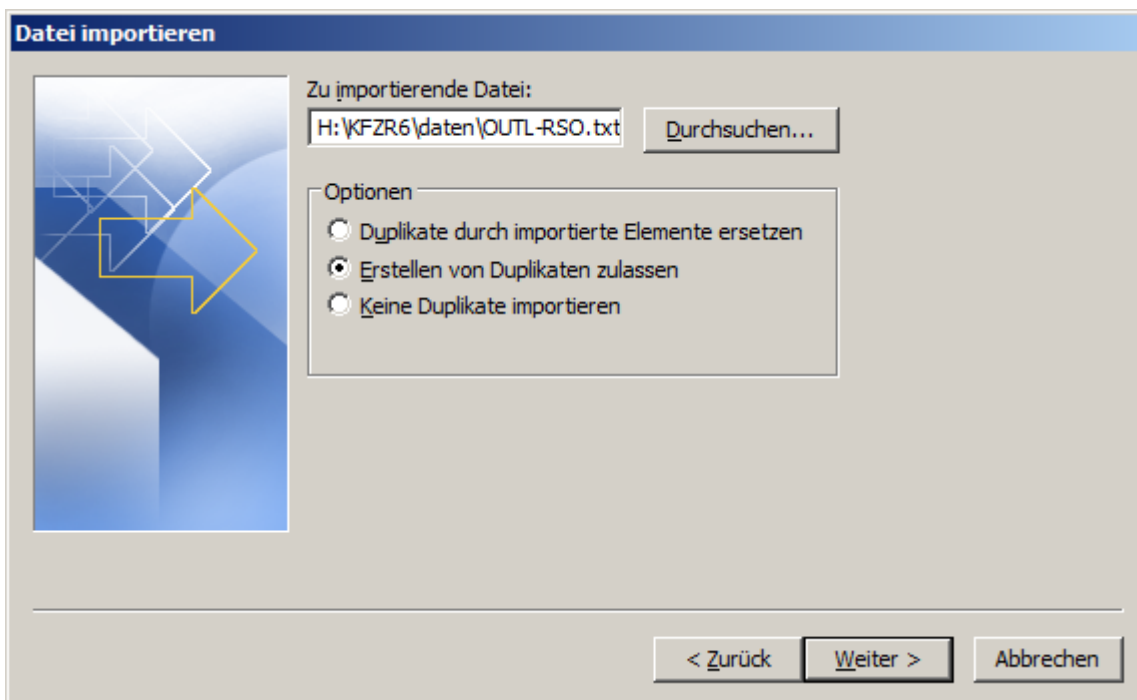 Datei importieren
Zu importierende Datei:
H:\KFZR6\daten\OUTL-RSO.txt
Durchsuchen...
Optionen
Duplikate durch importierte Elemente ersetzen
Erstellen von Duplikaten zulassen
Keine Duplikate importieren
< Zurück
Weiter >
Abbrechen